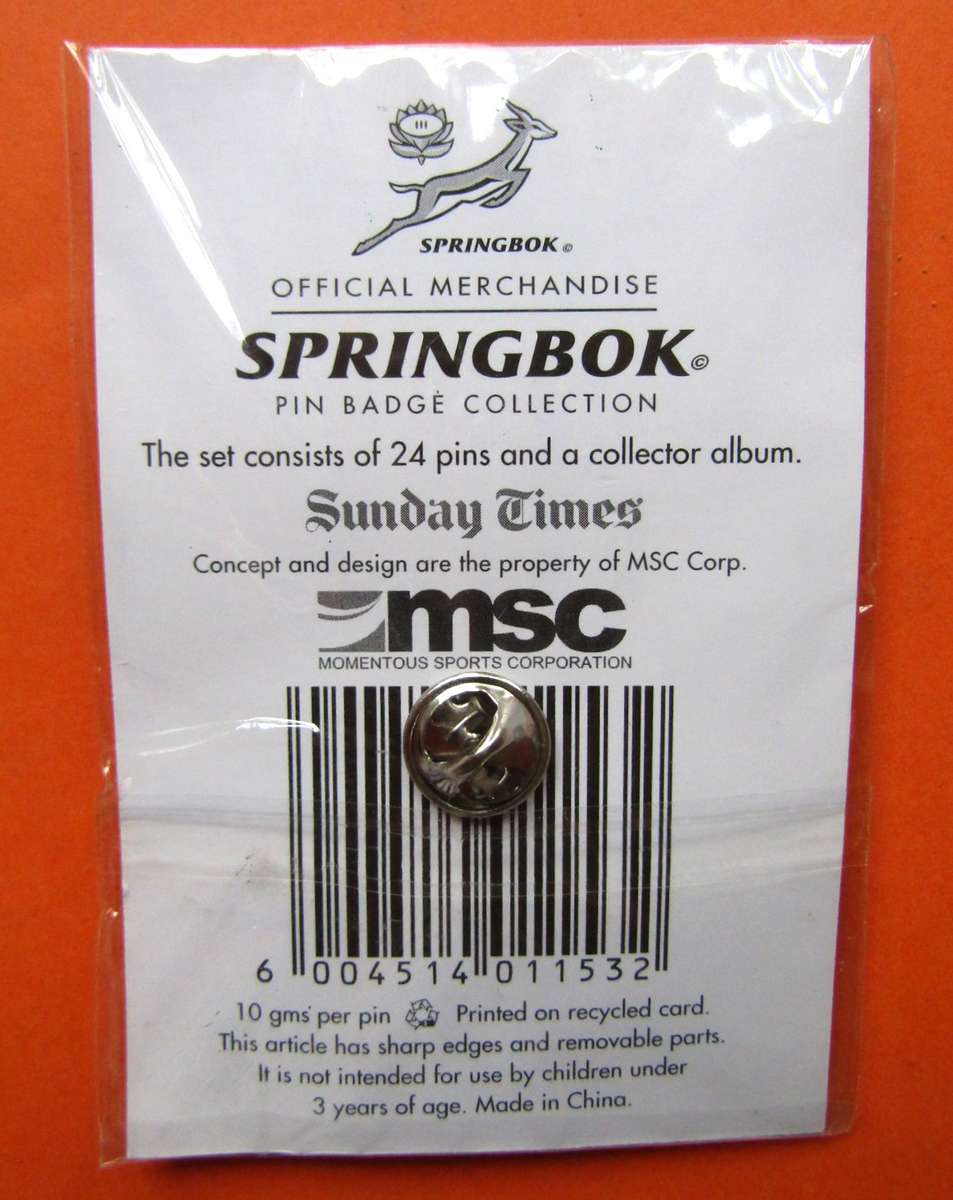 SPRINGBOK ©
OFFICIAL MERCHANDISE
SPRINGBOK©
PIN BADGE COLLECTION
The set consists of 24 pins and a collector album.
Sunday Times
Concept and design are the property of MSC Corp.
msc
MOMENTOUS SPORTS CORPORATION
6 004514 011532
10 gms per pin Printed on recycled card.
This article has sharp edges and removable parts.
It is not intended for use by children under
3 years of age. Made in China.